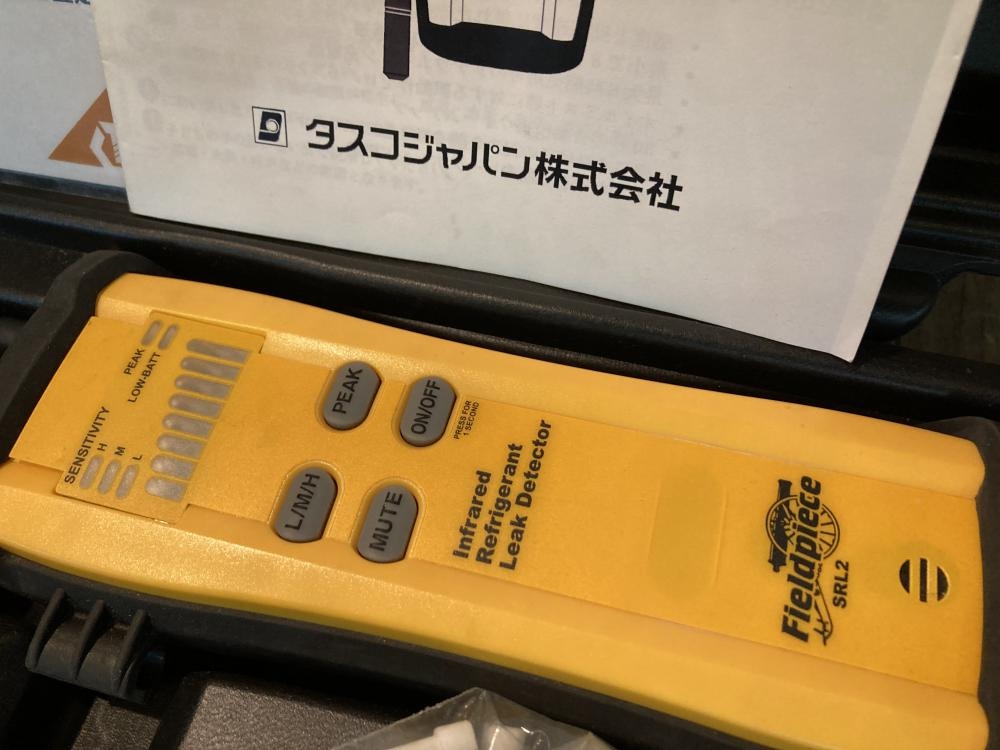 タスコジャパン株式会社
PEAK
LOW-BATT
SENSITIVITY
H
M
L
PEAK
ON/OFF
PRESS FOR
1 SECOND
L/M/H
MUTE
Infrared
Refrigerant
Leak Detector
Fieldpiece
SRL2